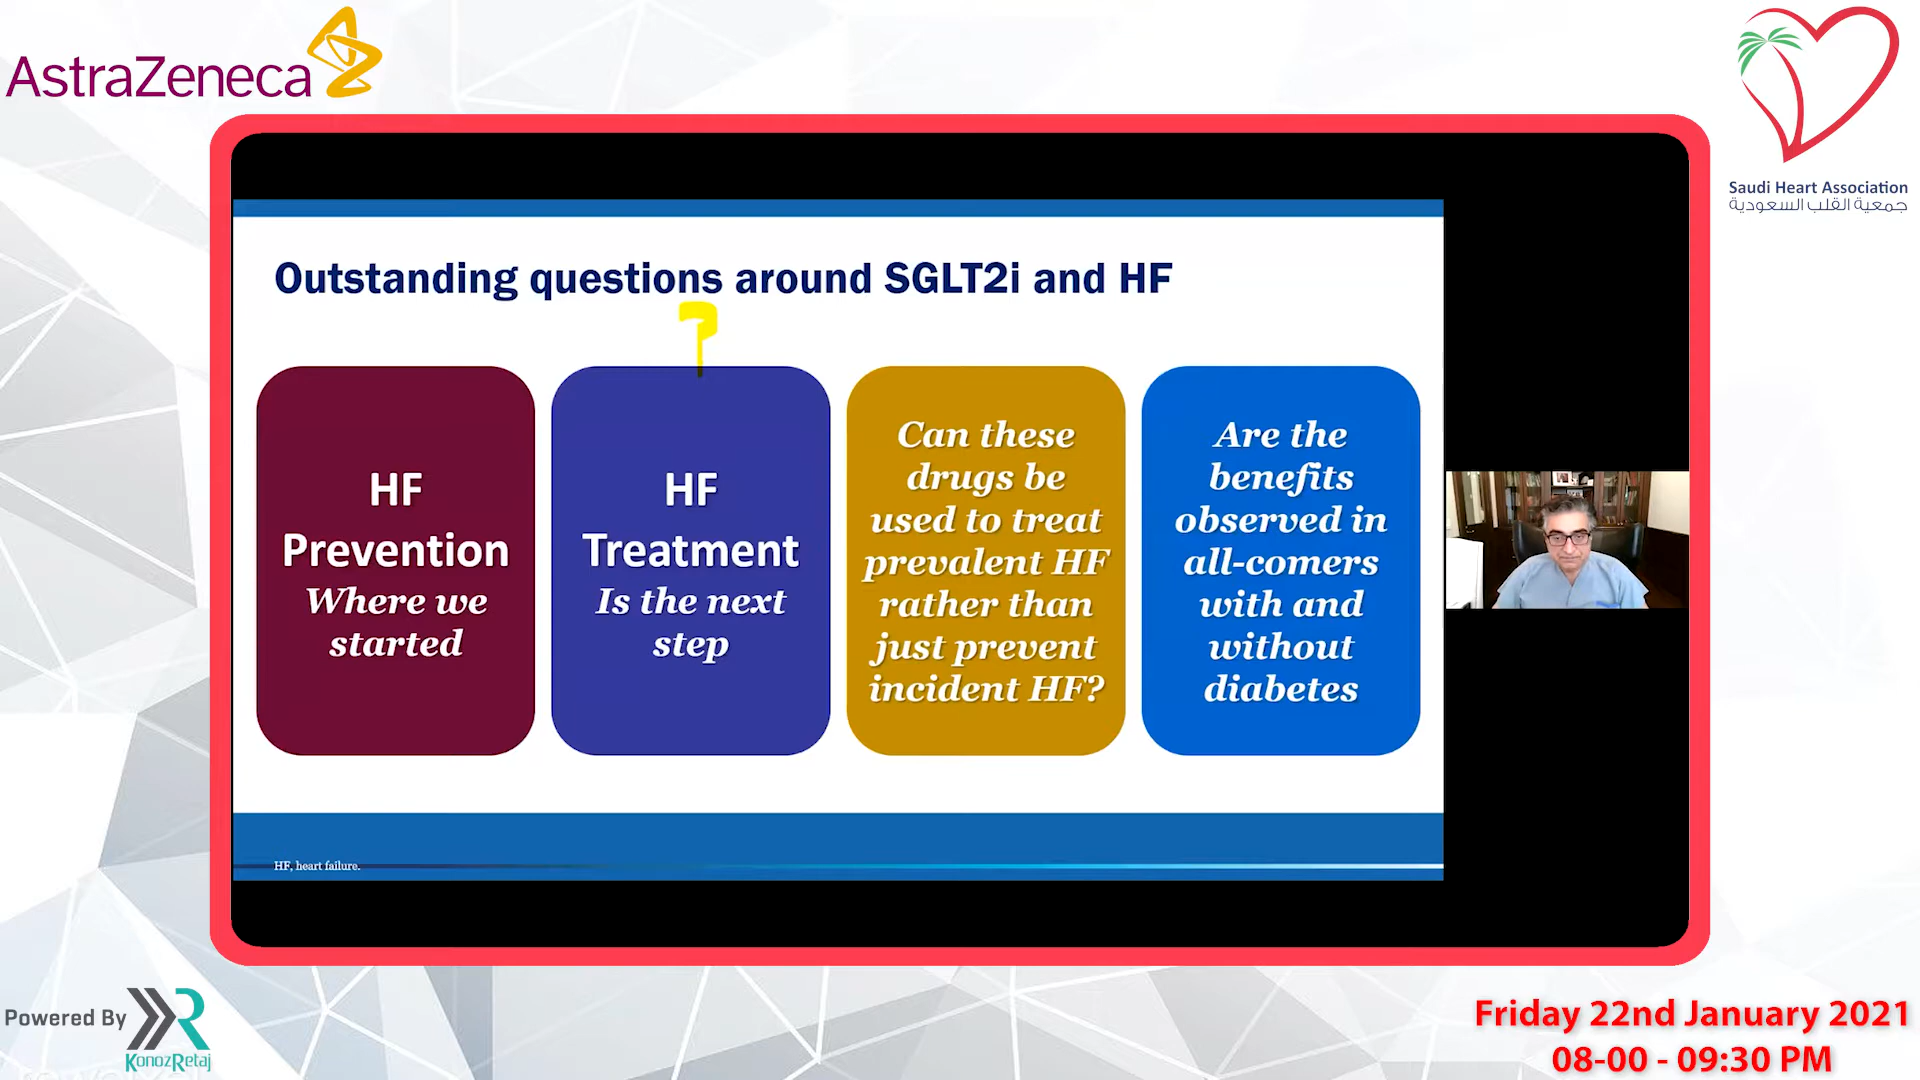 AstraZeneca
Saudi Heart Association
جمعية القلب السعودية
Outstanding questions around SGLT2i and HF
HF
Prevention
Where we
started
HF
Treatment
Is the next
step
Can these
drugs be
used to treat
prevalent HF
rather than
just prevent
incident HF?
Are the
benefits
observed in
all-comers
with and
without
diabetes
HF, heart failure.
Powered By
KonozRetaj
Friday 22nd January 2021
08-00 - 09:30 PM